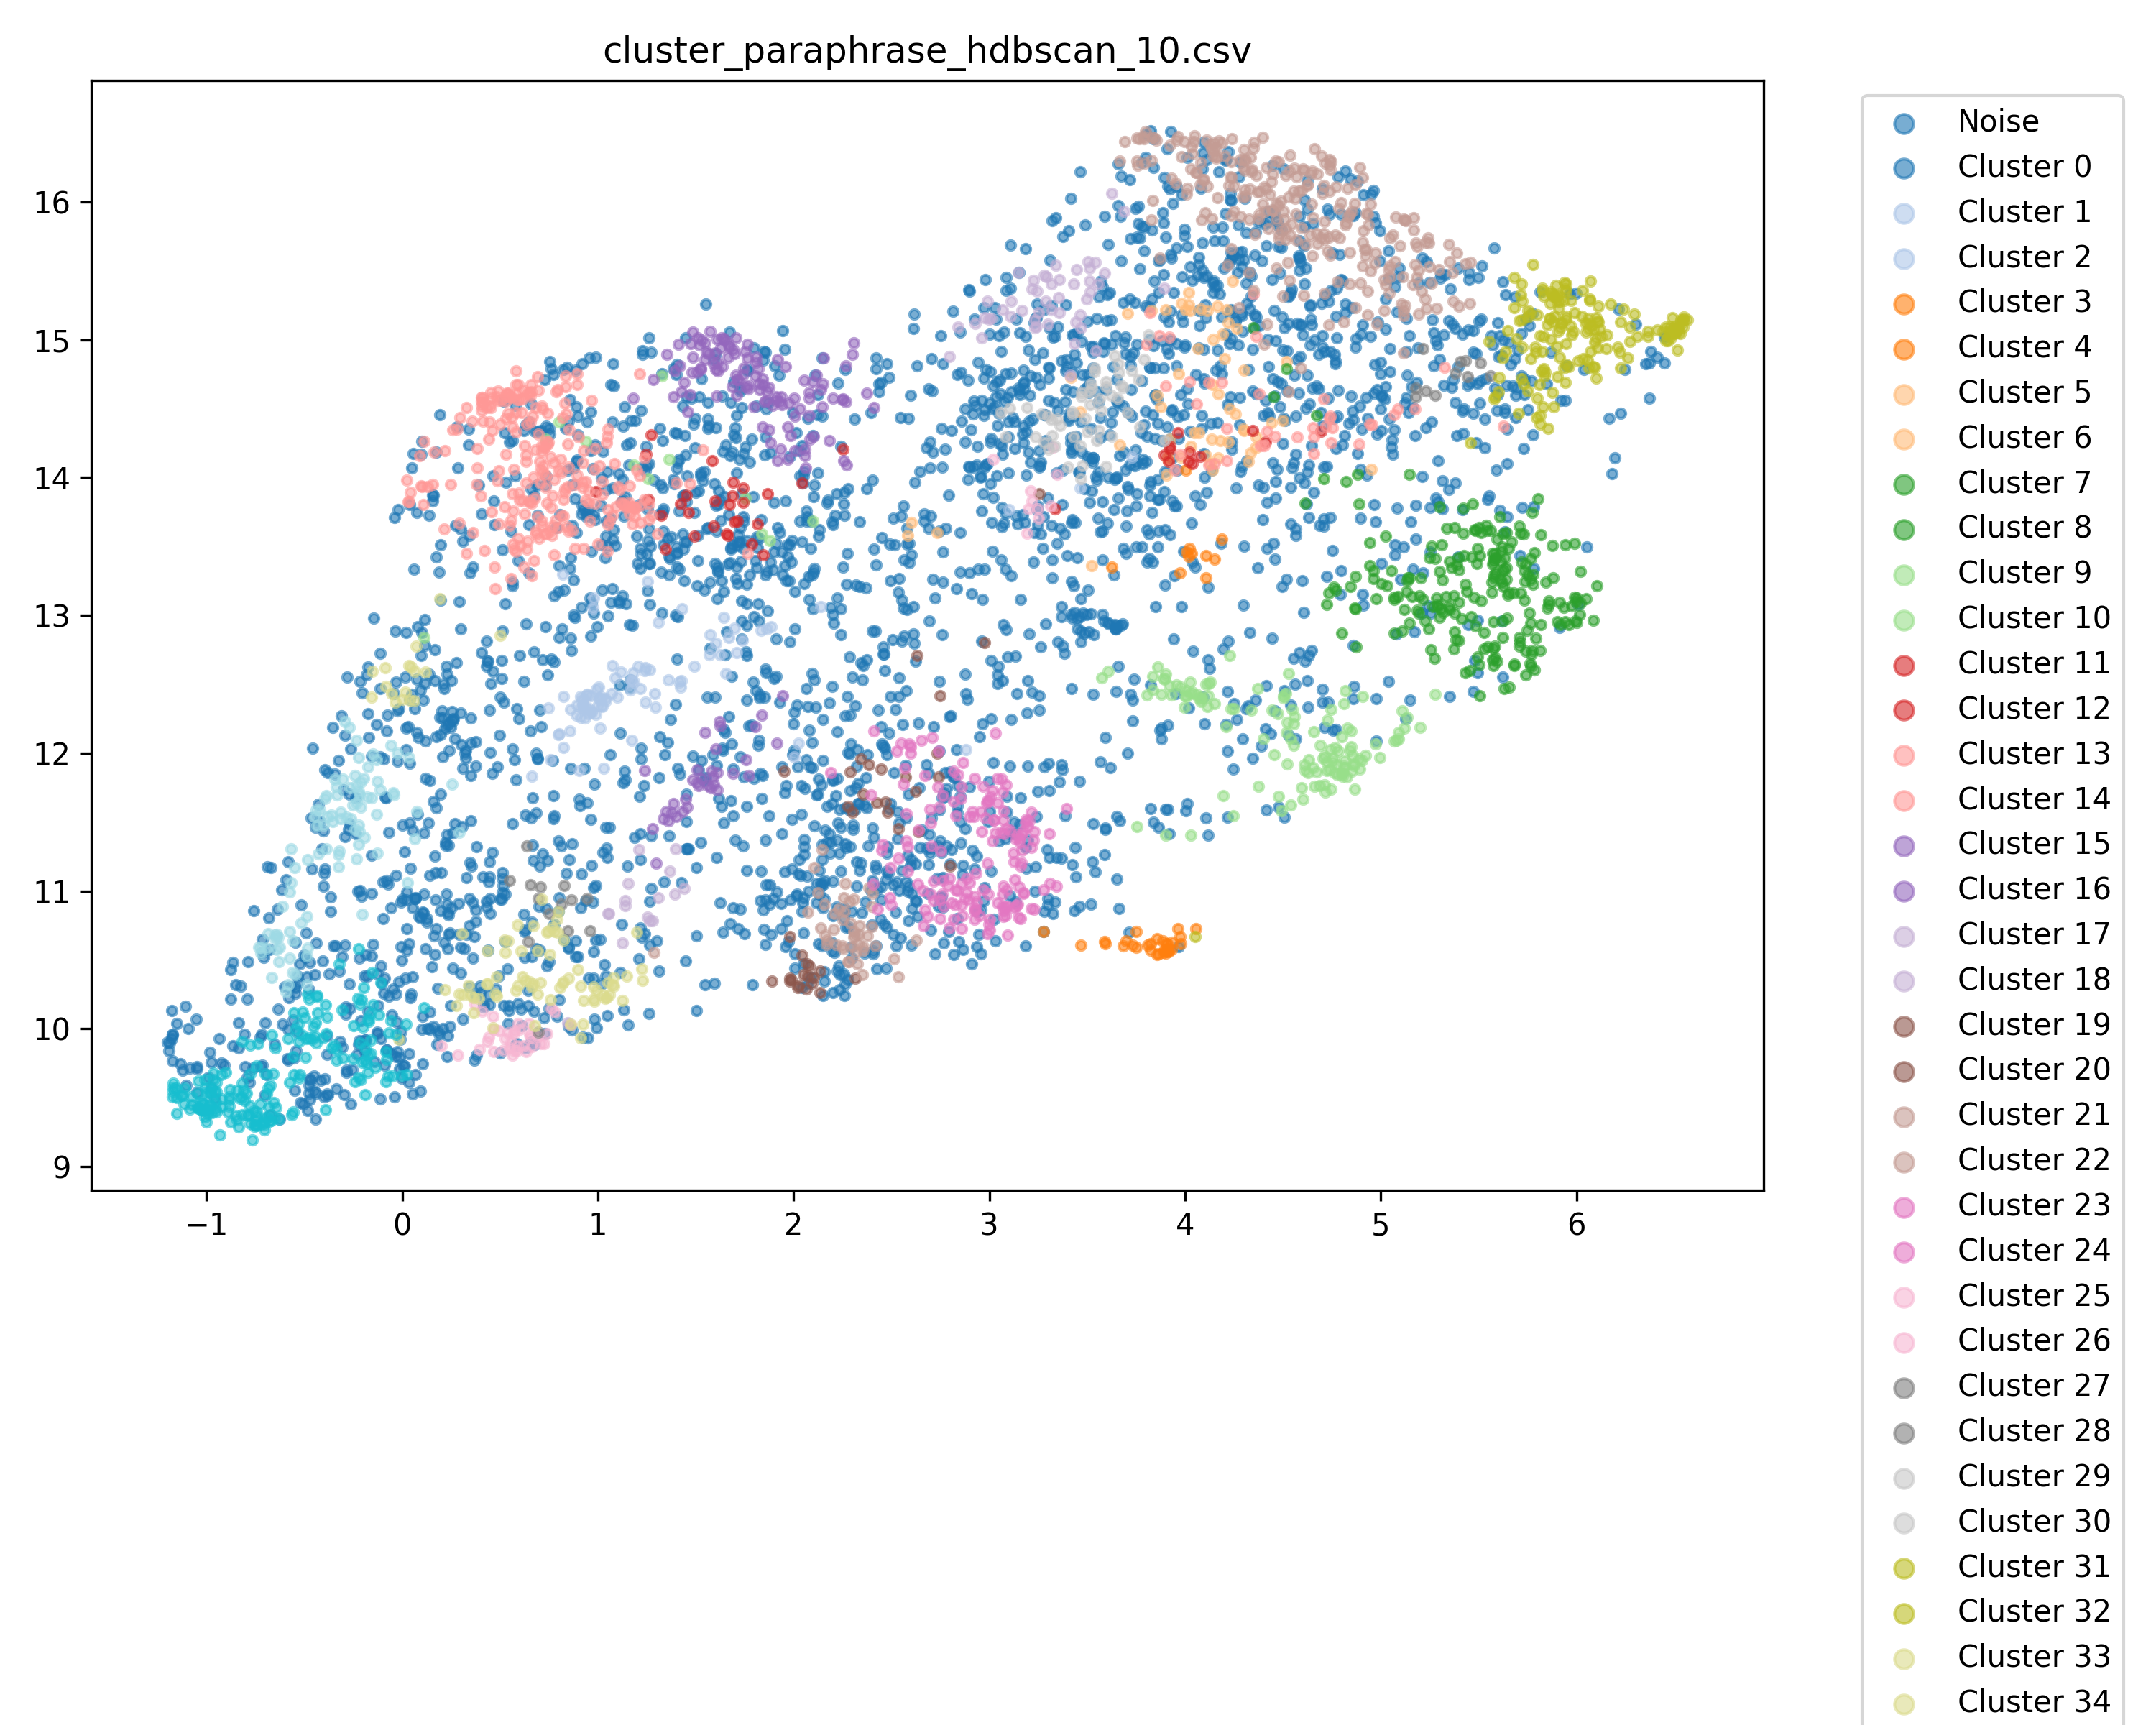 cluster_paraphrase_hdbscan_10.csv
16
15
14
13
12
11
10
9
−1 0 1 2 3 4 5 6
Noise
Cluster 0
Cluster 1
Cluster 2
Cluster 3
Cluster 4
Cluster 5
Cluster 6
Cluster 7
Cluster 8
Cluster 9
Cluster 10
Cluster 11
Cluster 12
Cluster 13
Cluster 14
Cluster 15
Cluster 16
Cluster 17
Cluster 18
Cluster 19
Cluster 20
Cluster 21
Cluster 22
Cluster 23
Cluster 24
Cluster 25
Cluster 26
Cluster 27
Cluster 28
Cluster 29
Cluster 30
Cluster 31
Cluster 32
Cluster 33
Cluster 34